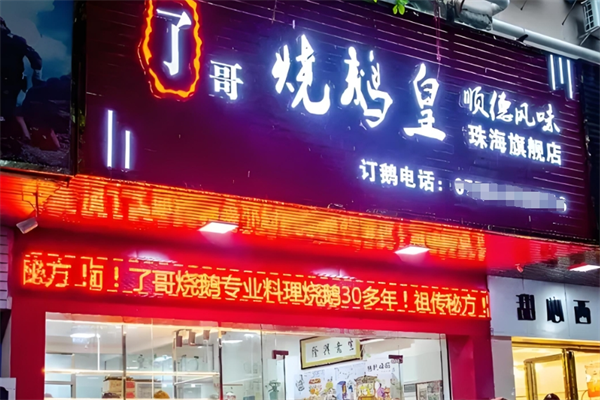 了哥
烧鹅皇
顺德风味
珠海旗舰店
订鹅电话：0
秘方！
！了哥烧鹅专业料理烧鹅30多年！祖传秘方！
甜心西